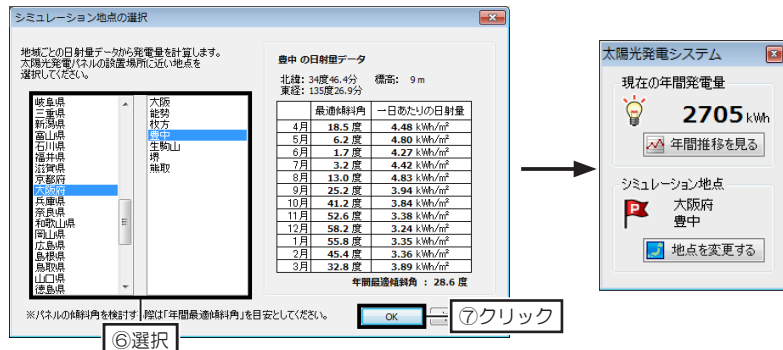 シミュレーション地点の選択
地域ごとの日射量データから発電量を計算します。
太陽光発電パネルの設置場所に近い地点を
選択してください。
岐阜県
三重県
新潟県
富山県
石川県
福井県
滋賀県
京都府
大阪府
兵庫県
奈良県
和歌山県
岡山県
広島県
島根県
鳥取県
山口県
徳島県
大阪
能勢
枚方
豊中
生駒山
堺
熊取
豊中 の日射量データ
北緯: 34度46.4分 標高: 9 m
東経: 135度26.9分
最適傾斜角 一日あたりの日射量
4月 18.5 度 4.48 kWh/m²
5月 6.2 度 4.80 kWh/m²
6月 1.7 度 4.27 kWh/m²
7月 3.2 度 4.42 kWh/m²
8月 13.0 度 4.83 kWh/m²
9月 25.2 度 3.94 kWh/m²
10月 41.2 度 3.84 kWh/m²
11月 52.6 度 3.38 kWh/m²
12月 58.2 度 3.24 kWh/m²
1月 55.8 度 3.35 kWh/m²
2月 45.4 度 3.36 kWh/m²
3月 32.8 度 3.89 kWh/m²
年間最適傾斜角 : 28.6 度
※パネルの傾斜角を検討す 際は「年間最適傾斜角」を目安としてください。
OK
⑦クリック
⑥選択
太陽光発電システム
現在の年間発電量
2705 kWh
年間推移を見る
シミュレーション地点
P
大阪府
豊中
地点を変更する